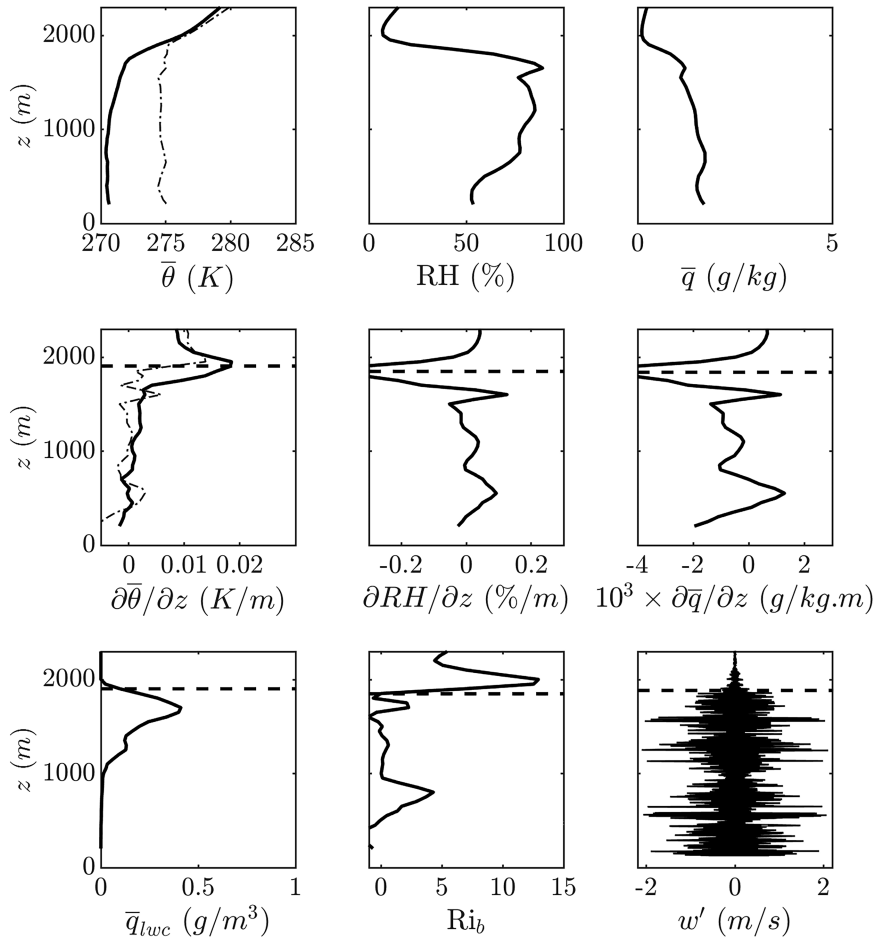 2000
1000
0
z (m)
270 275 280 285
θ̅ (K)
0 50 100
RH (%)
0 5
q̅ (g/kg)
2000
1000
0
z (m)
0 0.01 0.02
∂θ̅/∂z (K/m)
-0.2 0 0.2
∂RH/∂z (%/m)
-4 -2 0 2
10³ × ∂q̅/∂z (g/kg.m)
2000
1000
0
z (m)
0 0.5 1
q̅lwc (g/m³)
0 5 10 15
Rib
-2 0 2
w′ (m/s)